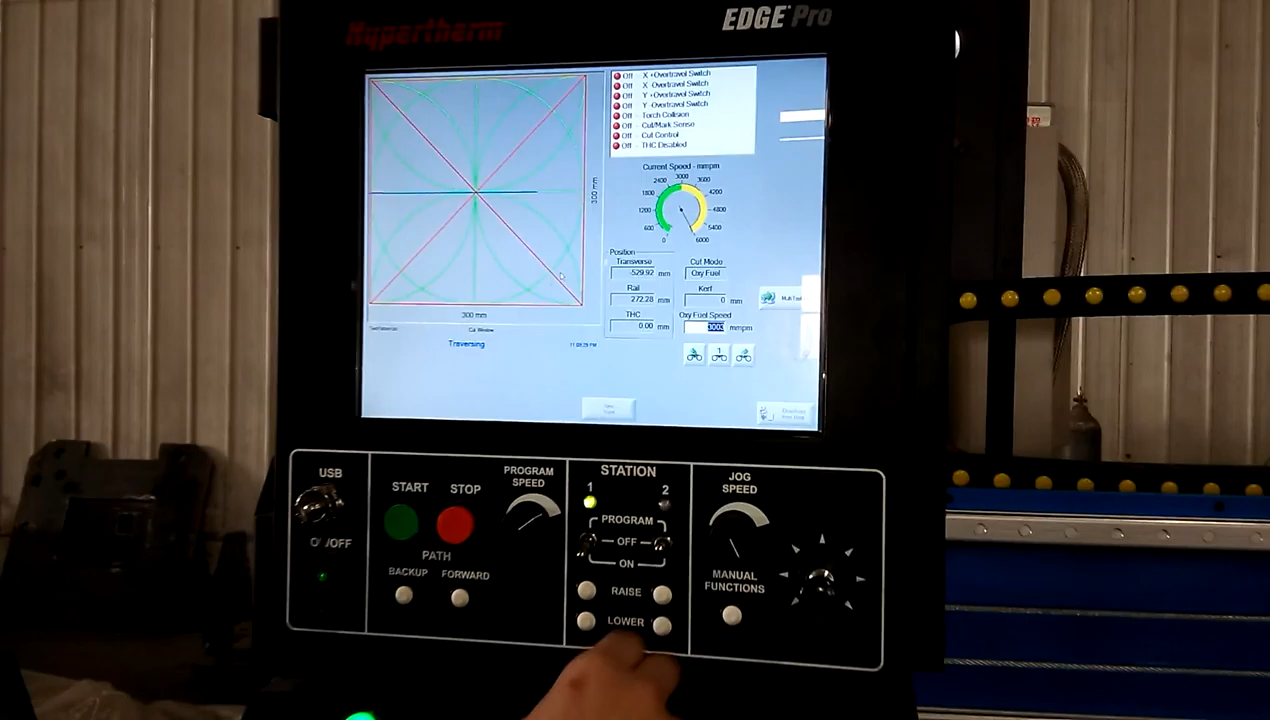 Hypertherm
EDGE Pro
Off - X +Overtravel Switch
Off - X -Overtravel Switch
Off - Y +Overtravel Switch
Off - Y -Overtravel Switch
Off - Torch Collision
Off - Cut/Mark Sense
Off - Cut Control
Off - THC Disabled
Current Speed - mmpm
0
600
1200
1800
2400
3000
3600
4200
4800
5400
6000
Position
Transverse
-529.92 mm
Rail
272.28 mm
THC
0.00 mm
Cut Mode
Oxy Fuel
Kerf
0 mm
Oxy Fuel Speed
mmpm
1
300 mm
300 mm
Cut Window
Traversing
USB
ON/OFF
START
STOP
PATH
BACKUP
FORWARD
PROGRAM
SPEED
STATION
1
2
PROGRAM
OFF
ON
RAISE
LOWER
JOG
SPEED
MANUAL
FUNCTIONS